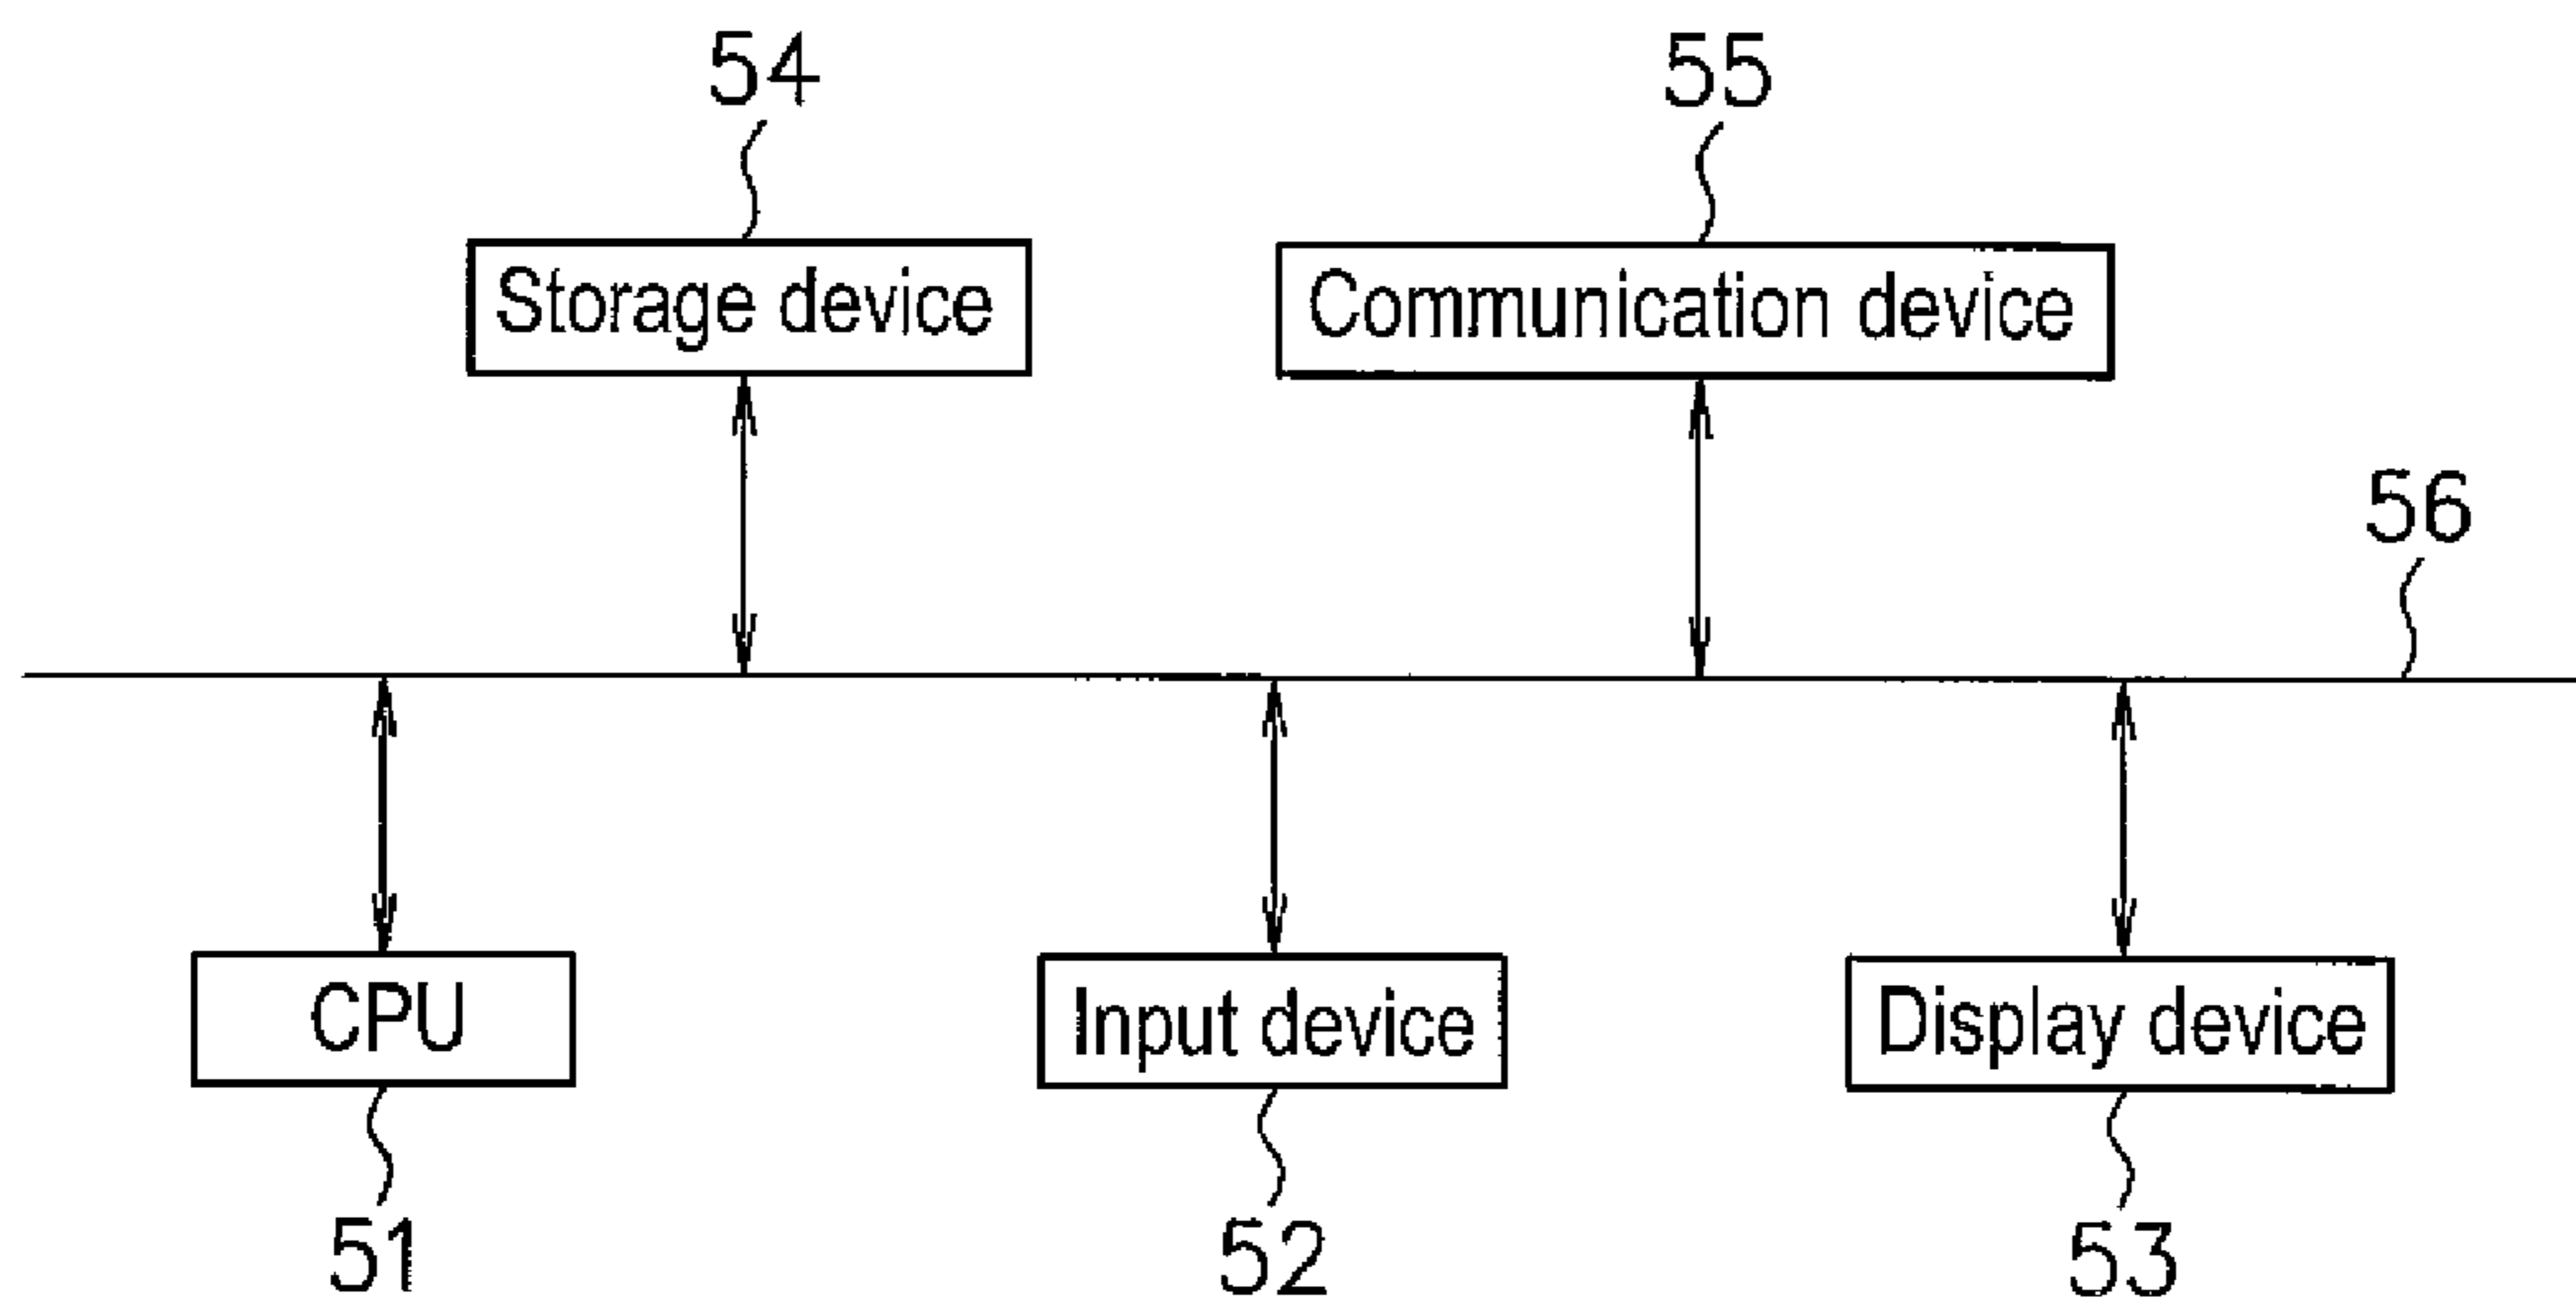 54
55
Storage device
Communication device
56
CPU
Input device
Display device
51
52
53